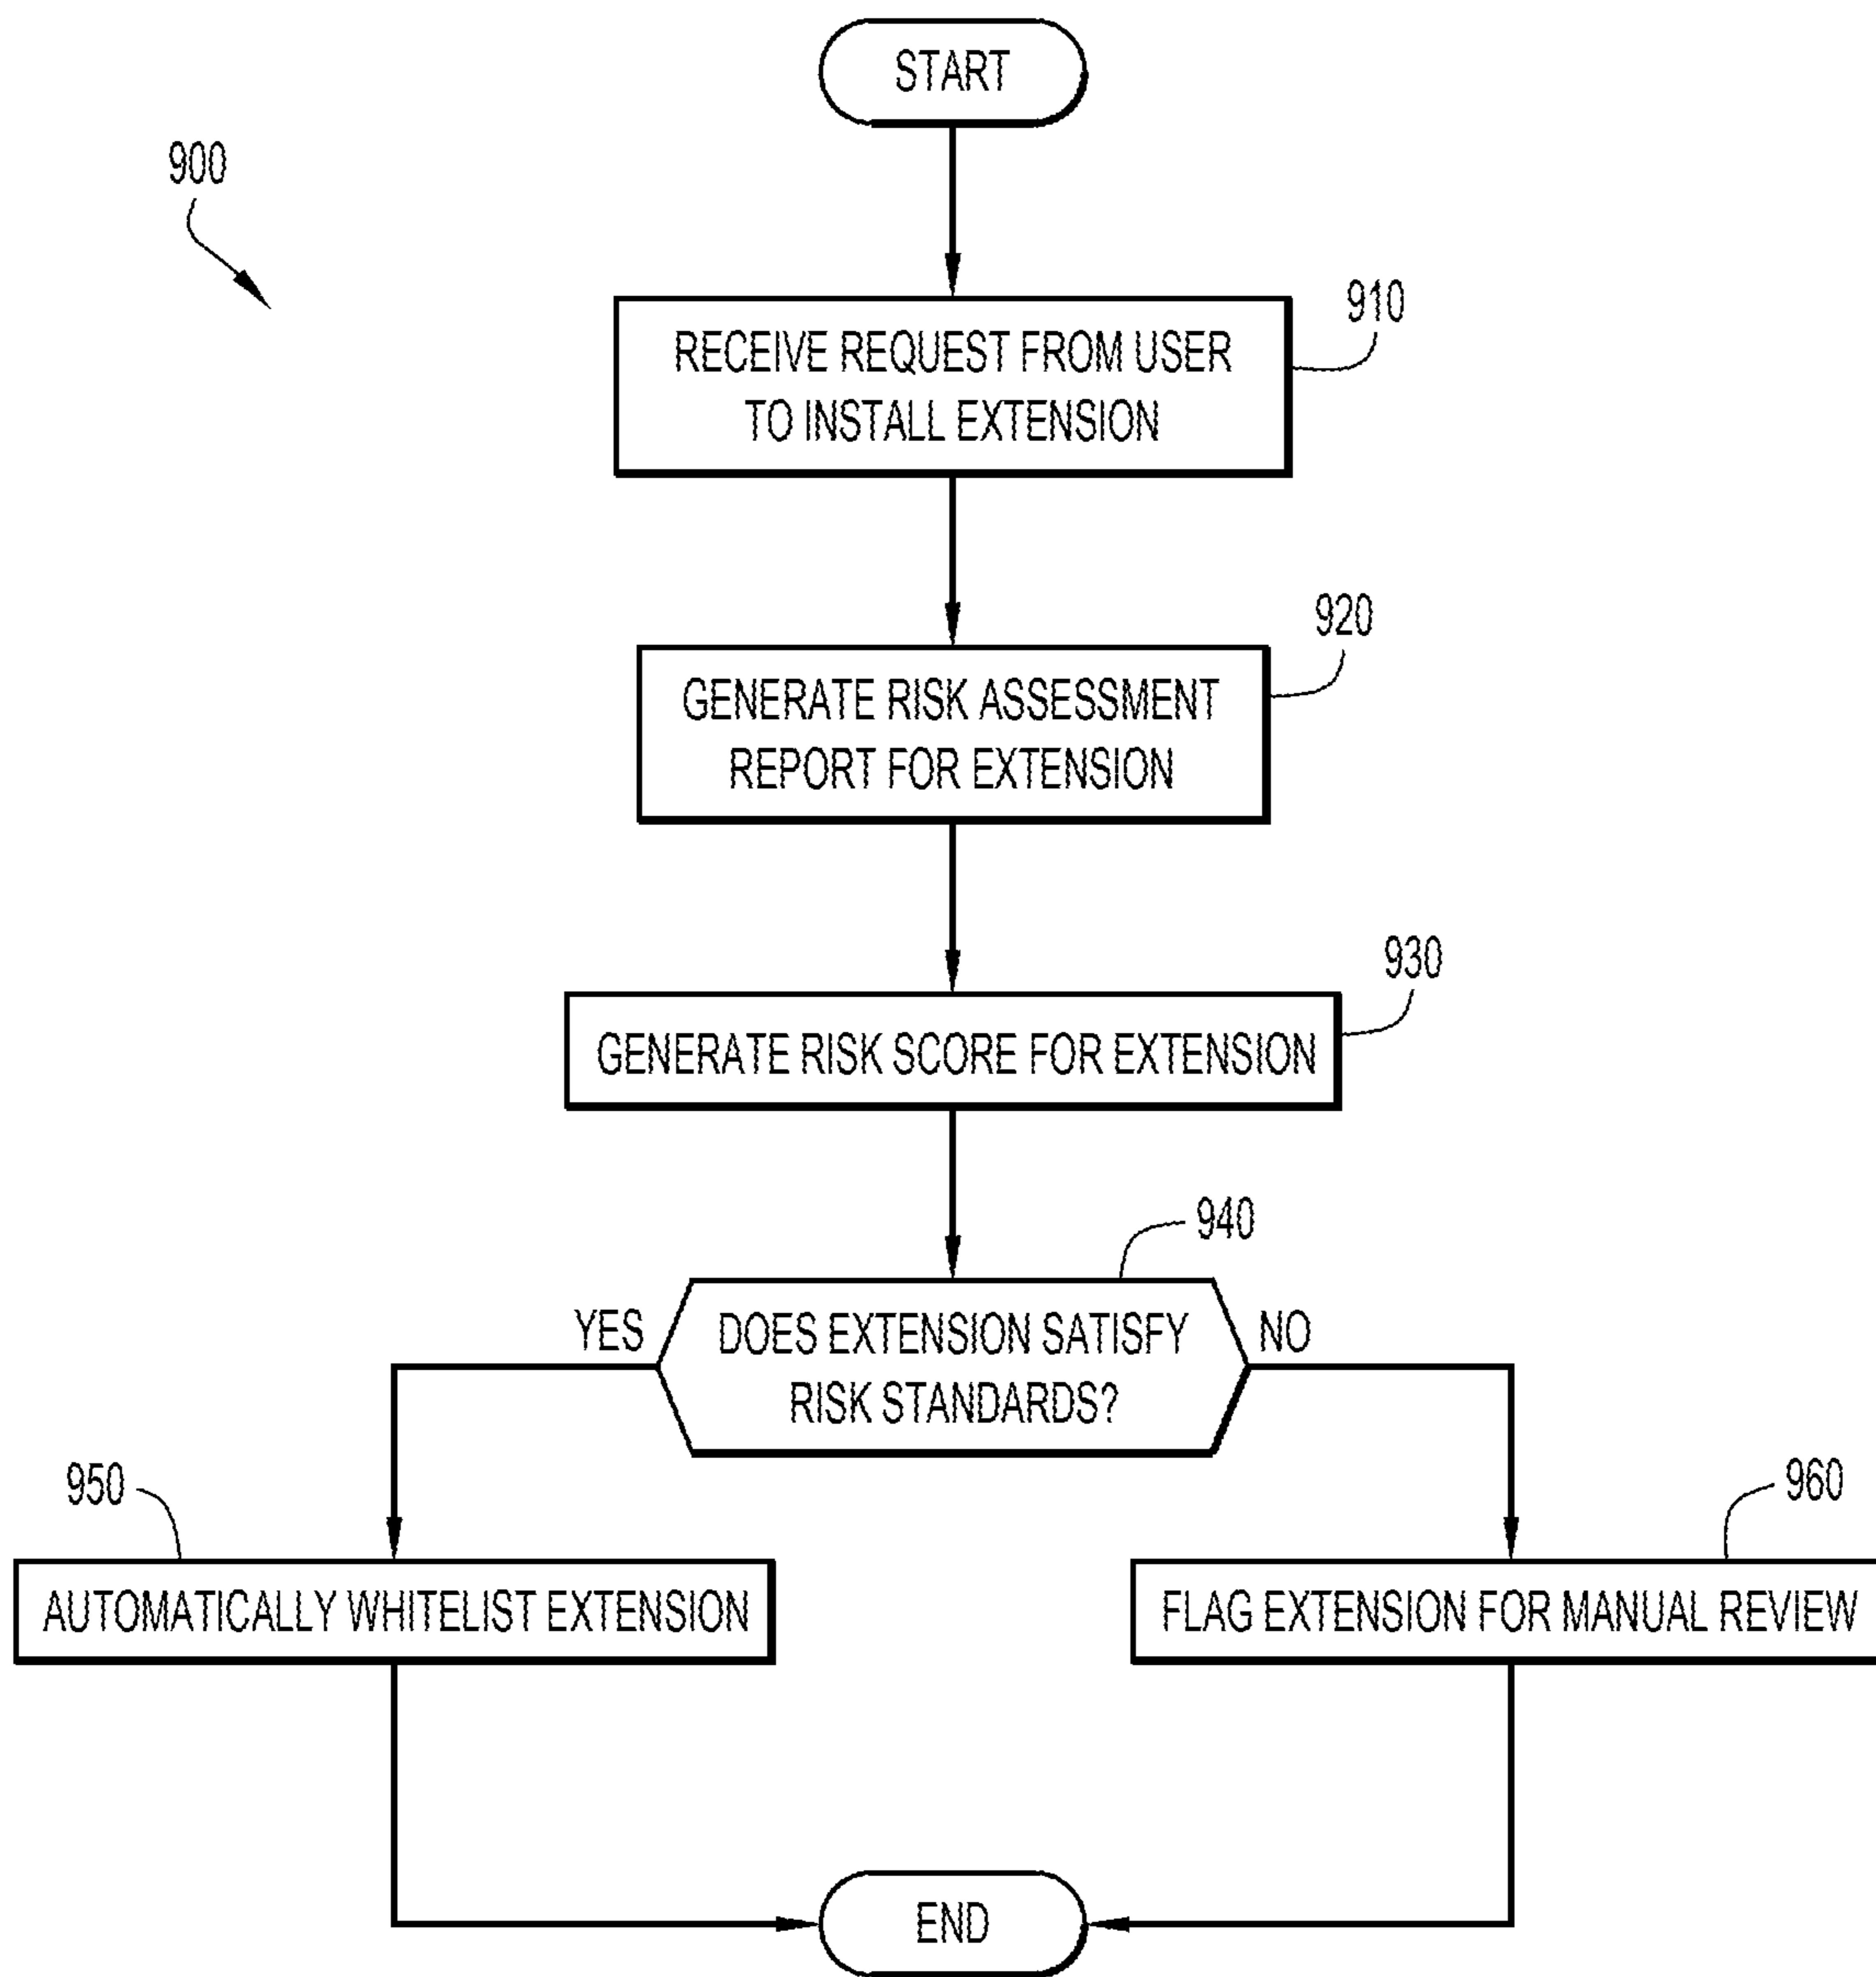 START
900
910
RECEIVE REQUEST FROM USER
TO INSTALL EXTENSION
920
GENERATE RISK ASSESSMENT
REPORT FOR EXTENSION
930
GENERATE RISK SCORE FOR EXTENSION
940
YES
DOES EXTENSION SATISFY
RISK STANDARDS?
NO
950
AUTOMATICALLY WHITELIST EXTENSION
960
FLAG EXTENSION FOR MANUAL REVIEW
END